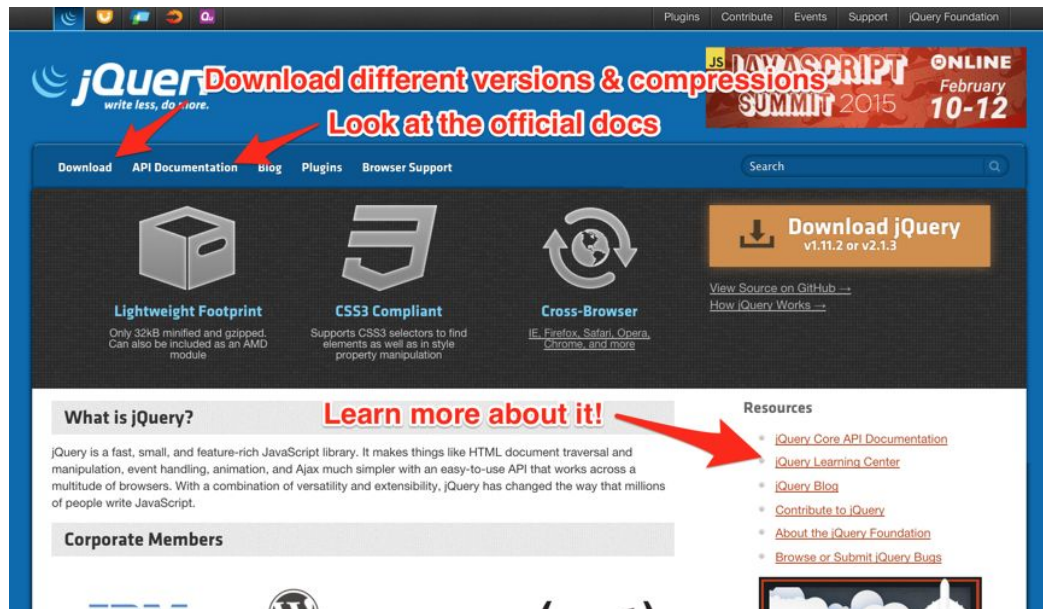 Plugins Contribute Events Support jQuery Foundation
jQuery
write less, do more.
JS JAVASCRIPT
SUMMIT 2015
ONLINE
February
10-12
Download different versions & compressions
Look at the official docs
Download API Documentation Blog Plugins Browser Support
Search
Lightweight Footprint
Only 32kB minified and gzipped.
Can also be included as an AMD
module
CSS3 Compliant
Supports CSS3 selectors to find
elements as well as in style
property manipulation
Cross-Browser
IE, Firefox, Safari, Opera,
Chrome, and more
Download jQuery
v1.11.2 or v2.1.3
View Source on GitHub →
How jQuery Works →
What is jQuery?
Learn more about it!
jQuery is a fast, small, and feature-rich JavaScript library. It makes things like HTML document traversal and
manipulation, event handling, animation, and Ajax much simpler with an easy-to-use API that works across a
multitude of browsers. With a combination of versatility and extensibility, jQuery has changed the way that millions
of people write JavaScript.
Corporate Members
Resources
jQuery Core API Documentation
jQuery Learning Center
jQuery Blog
Contribute to jQuery
About the jQuery Foundation
Browse or Submit jQuery Bugs